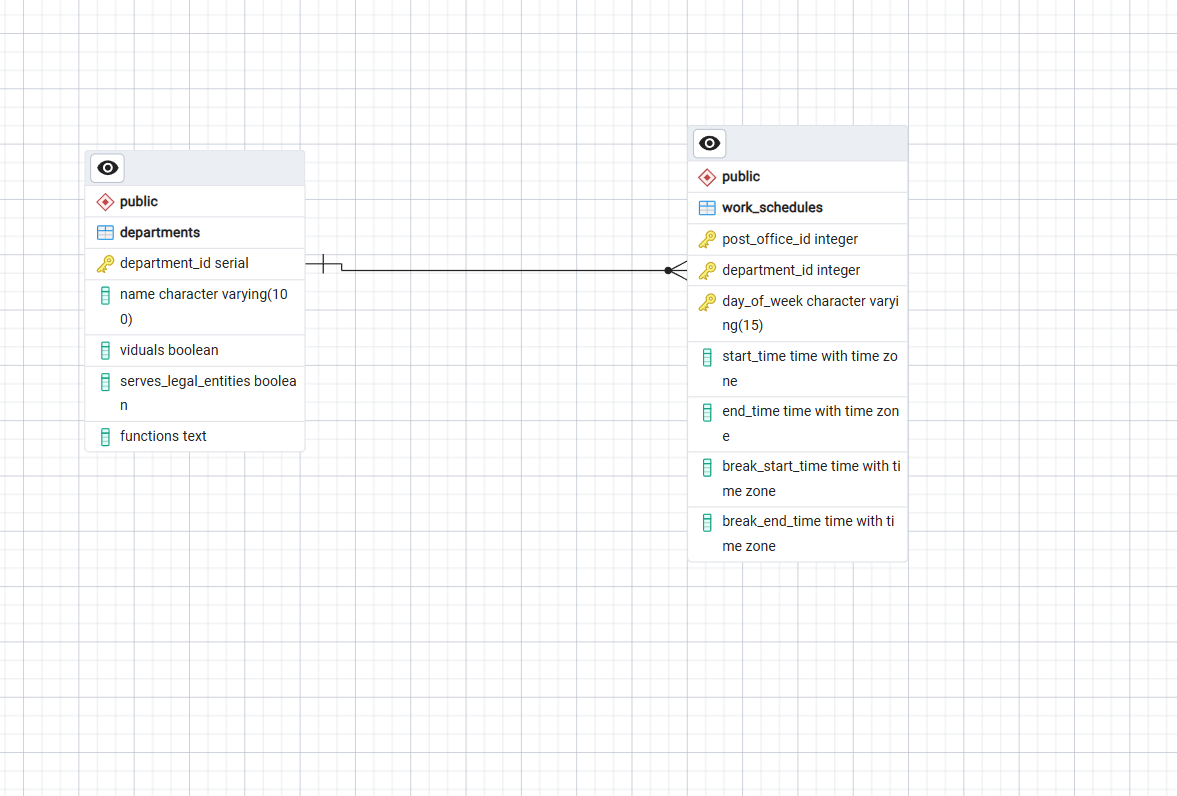 public
departments
department_id serial
name character varying(10
0)
viduals boolean
serves_legal_entities boolea
n
functions text
public
work_schedules
post_office_id integer
department_id integer
day_of_week character varyi
ng(15)
start_time time with time zo
ne
end_time time with time zon
e
break_start_time time with ti
me zone
break_end_time time with ti
me zone